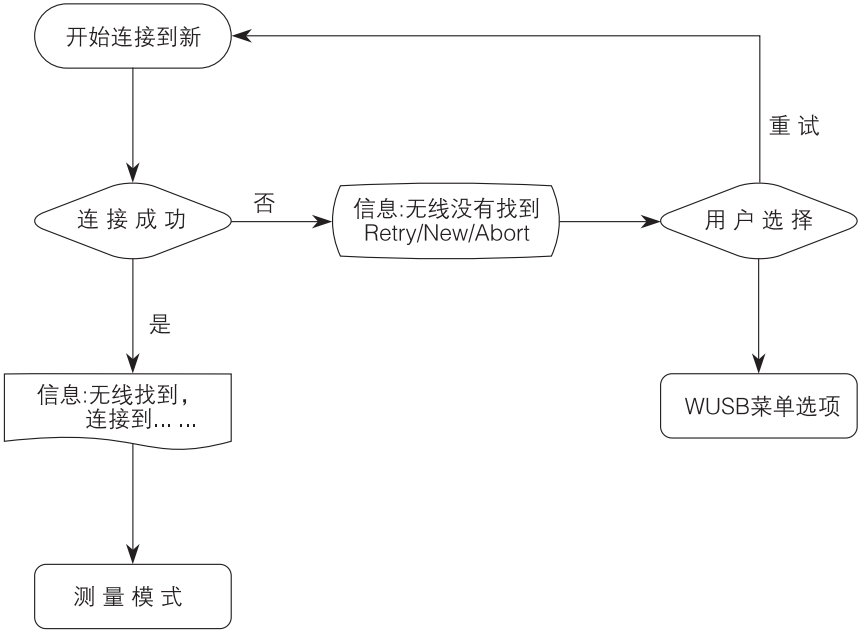 开始连接到新
重试
连接成功
否
信息:无线没有找到
Retry/New/Abort
用户选择
是
信息:无线找到，
连接到... ...
WUSB菜单选项
测量模式